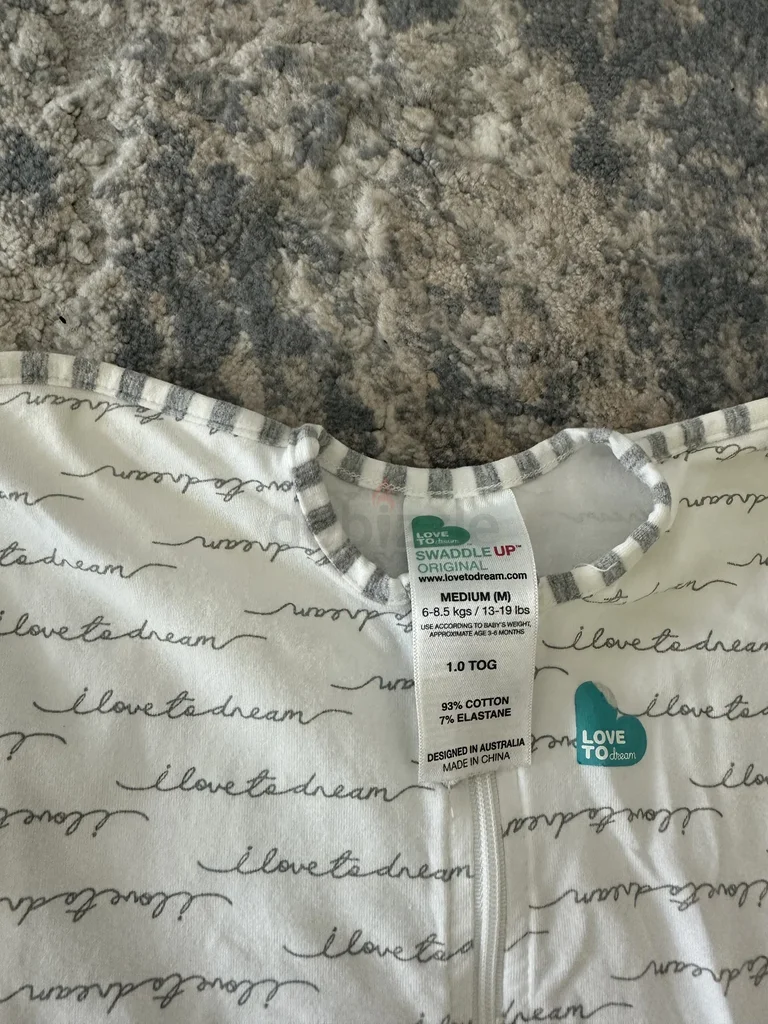 LOVE
TO dream
SWADDLE UP™
ORIGINAL
www.lovetodream.com
MEDIUM (M)
6-8.5 kgs / 13-19 lbs
USE ACCORDING TO BABY'S WEIGHT,
APPROXIMATE AGE 3-6 MONTHS
1.0 TOG
93% COTTON
7% ELASTANE
DESIGNED IN AUSTRALIA
MADE IN CHINA
LOVE
TO dream
i love to dream
i love to dream
i love to dream
i love to dream
i love to dream
i love to
dubizzle